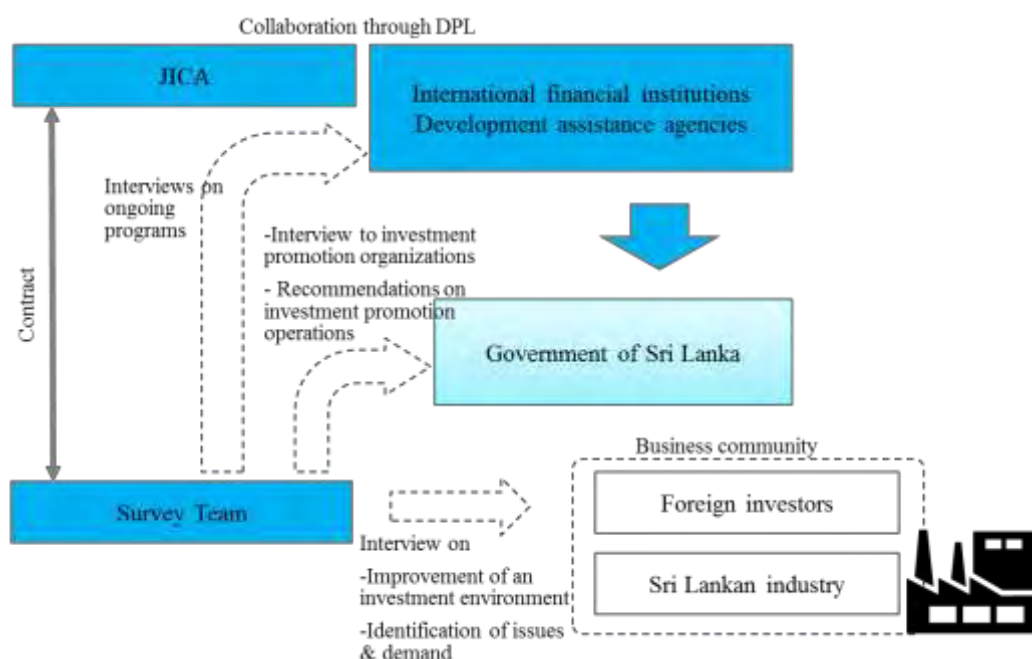 Collaboration through DPL
JICA
International financial institutions
Development assistance agencies
Interviews on
ongoing
programs
-Interview to investment
promotion organizations
- Recommendations on
investment promotion
operations
Contract
Government of Sri Lanka
Business community
Survey Team
Foreign investors
Sri Lankan industry
Interview on
-Improvement of an
investment environment
-Identification of issues
& demand